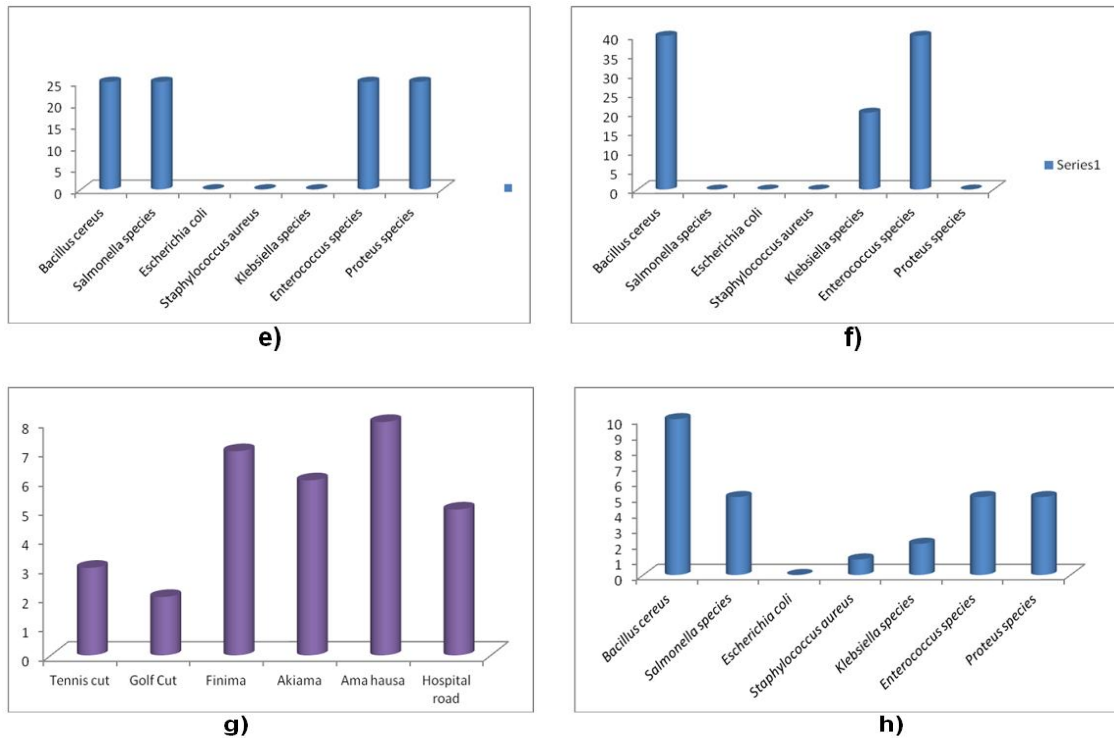 25
20
15
10
5
0
Bacillus cereus
Salmonella species
Escherichia coli
Staphylococcus aureus
Klebsiella species
Enterococcus species
Proteus species
e)
40
35
30
25
20
15
10
5
0
Bacillus cereus
Salmonella species
Escherichia coli
Staphylococcus aureus
Klebsiella species
Enterococcus species
Proteus species
Series1
f)
8
7
6
5
4
3
2
1
0
Tennis cut
Golf Cut
Finima
Akiama
Ama hausa
Hospital
road
g)
10
9
8
7
6
5
4
3
2
1
0
Bacillus cereus
Salmonella species
Escherichia coli
Staphylococcus aureus
Klebsiella species
Enterococcus species
Proteus species
h)